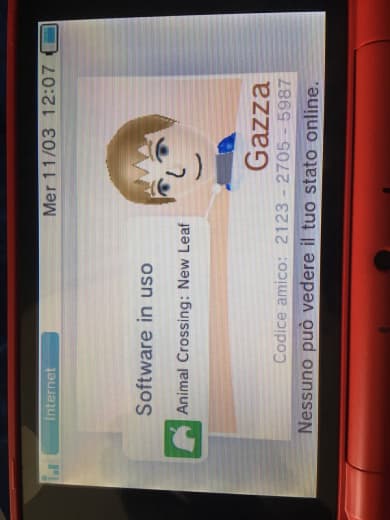 Internet
Mer 11/03 12:07
Software in uso
Animal Crossing: New Leaf
Gazza
Codice amico: 2123 - 2705 - 5987
Nessuno può vedere il tuo stato online.